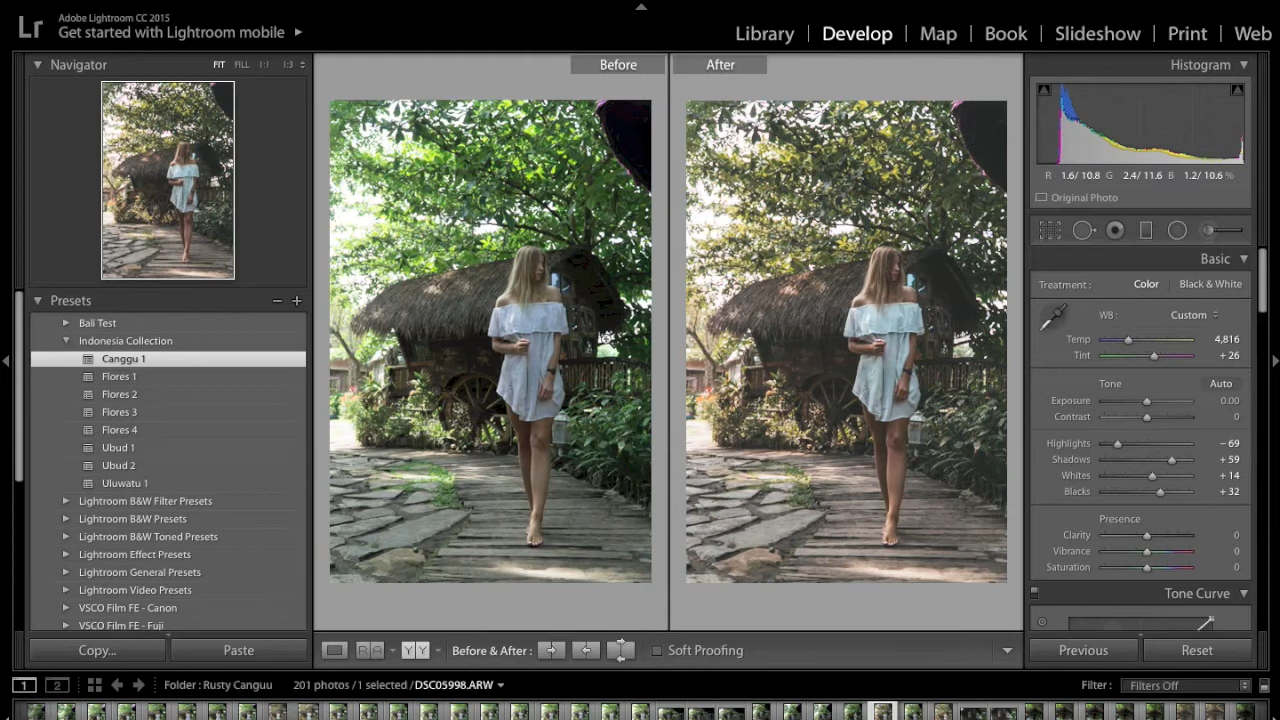 Lr
Adobe Lightroom CC 2015
Get started with Lightroom mobile
Library | Develop | Map | Book | Slideshow | Print | Web
Navigator FIT FILL 1:1 1:3
Presets
Bali Test
Indonesia Collection
Canggu 1
Flores 1
Flores 2
Flores 3
Flores 4
Ubud 1
Ubud 2
Uluwatu 1
Lightroom B&W Filter Presets
Lightroom B&W Presets
Lightroom B&W Toned Presets
Lightroom Effect Presets
Lightroom General Presets
Lightroom Video Presets
VSCO Film FE - Canon
VSCO Film FE - Fuji
Copy... Paste
Before After
Histogram
R 1.6/ 10.8 G 2.4/ 11.6 B 1.2/ 10.6 %
Original Photo
Basic
Treatment : Color Black & White
WB: Custom
Temp 4,816
Tint + 26
Tone Auto
Exposure 0.00
Contrast 0
Highlights − 69
Shadows + 59
Whites + 14
Blacks + 32
Presence
Clarity 0
Vibrance 0
Saturation 0
Tone Curve
Previous Reset
R A Y Y Before & After : Soft Proofing
1 2 Folder : Rusty Canguu 201 photos / 1 selected / DSC05998.ARW Filter : Filters Off